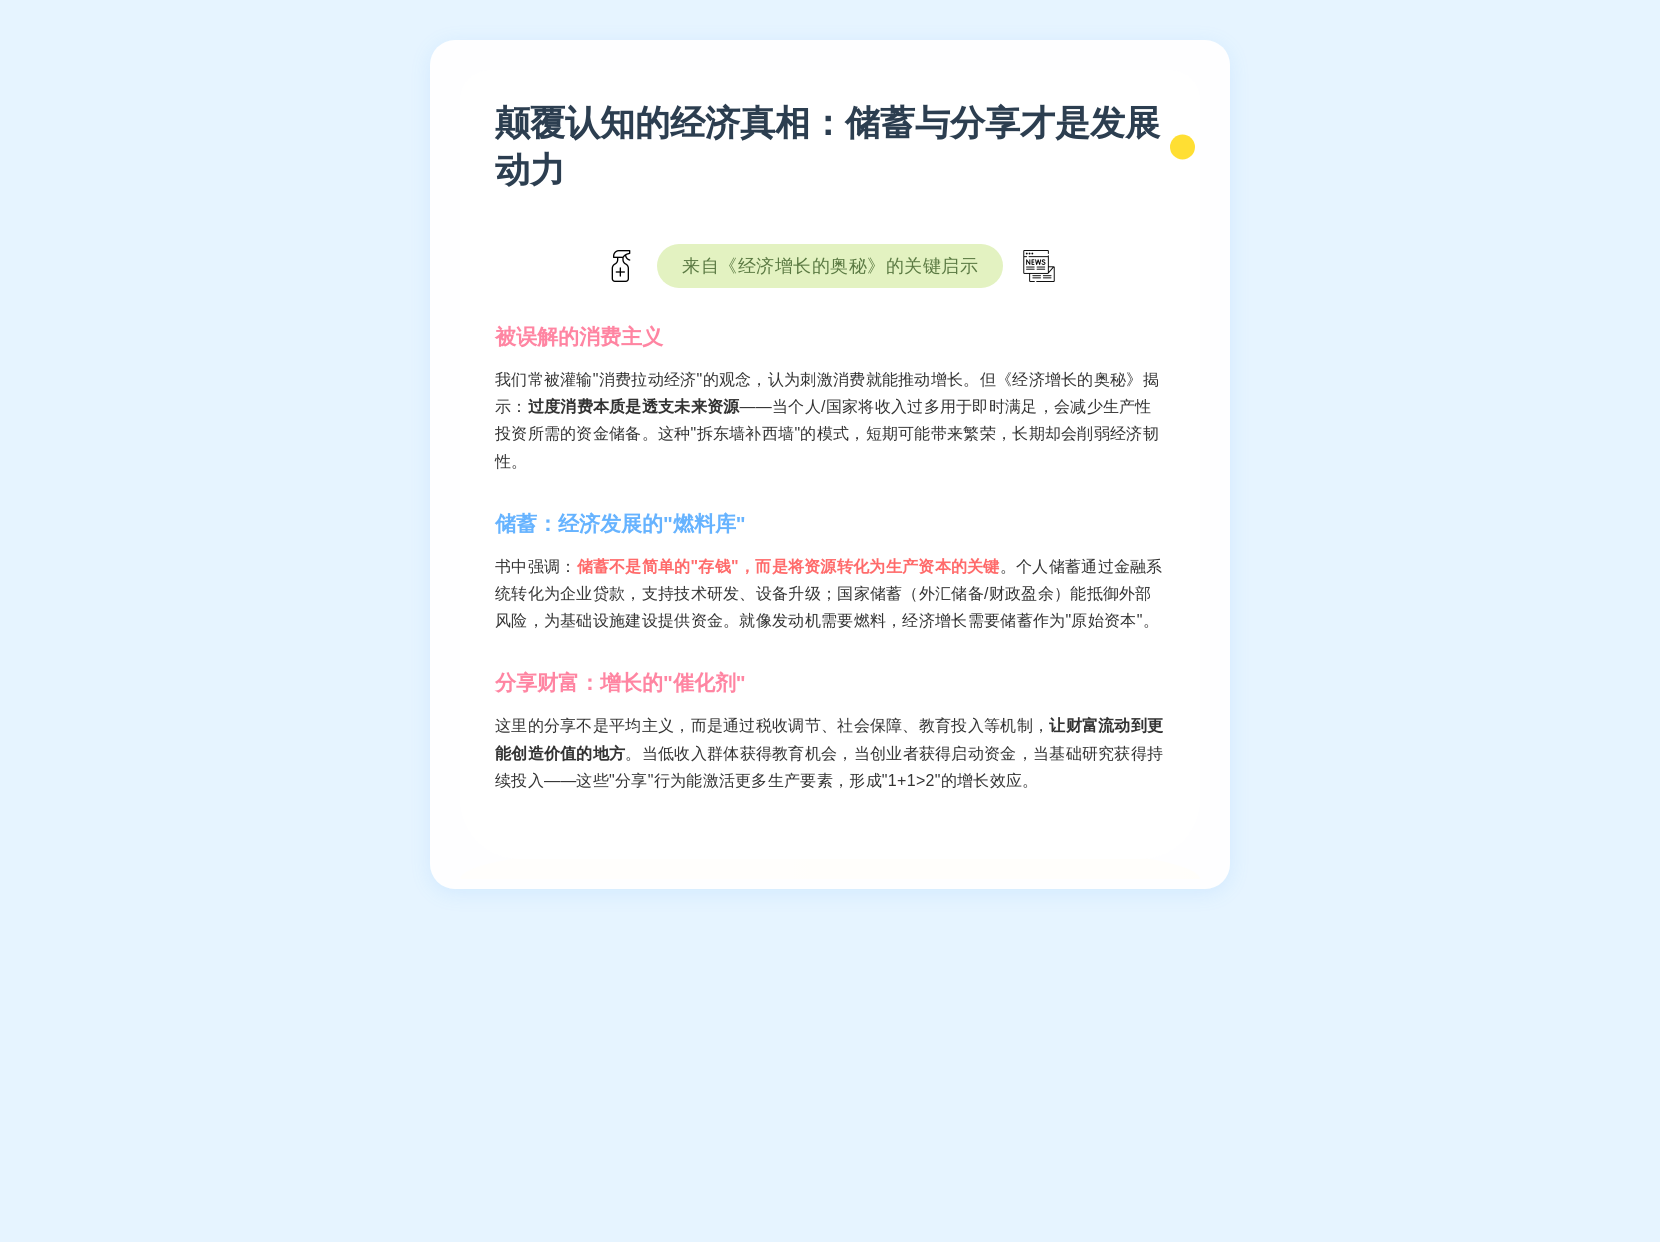 颠覆认知的经济真相：储蓄与分享才是发展
动力
来自《经济增长的奥秘》的关键启示
NEWS
被误解的消费主义
我们常被灌输"消费拉动经济"的观念，认为刺激消费就能推动增长。但《经济增长的奥秘》揭
示：过度消费本质是透支未来资源——当个人/国家将收入过多用于即时满足，会减少生产性
投资所需的资金储备。这种"拆东墙补西墙"的模式，短期可能带来繁荣，长期却会削弱经济韧
性。
储蓄：经济发展的"燃料库"
书中强调：储蓄不是简单的"存钱"，而是将资源转化为生产资本的关键。个人储蓄通过金融系
统转化为企业贷款，支持技术研发、设备升级；国家储蓄（外汇储备/财政盈余）能抵御外部
风险，为基础设施建设提供资金。就像发动机需要燃料，经济增长需要储蓄作为"原始资本"。
分享财富：增长的"催化剂"
这里的分享不是平均主义，而是通过税收调节、社会保障、教育投入等机制，让财富流动到更
能创造价值的地方。当低收入群体获得教育机会，当创业者获得启动资金，当基础研究获得持
续投入——这些"分享"行为能激活更多生产要素，形成"1+1>2"的增长效应。